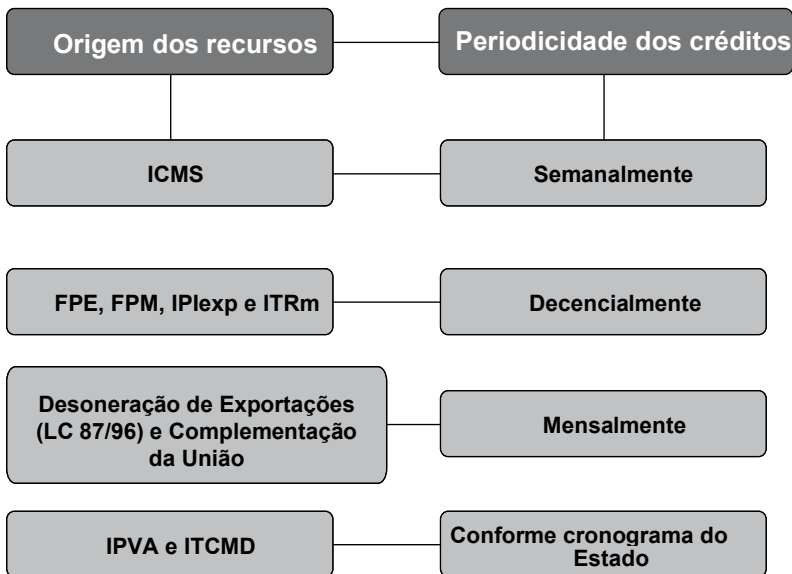 Origem dos recursos
Periodicidade dos créditos
ICMS
Semanalmente
FPE, FPM, IPIexp e ITRm
Decencialmente
Desoneração de Exportações
(LC 87/96) e Complementação
da União
Mensalmente
IPVA e ITCMD
Conforme cronograma do
Estado